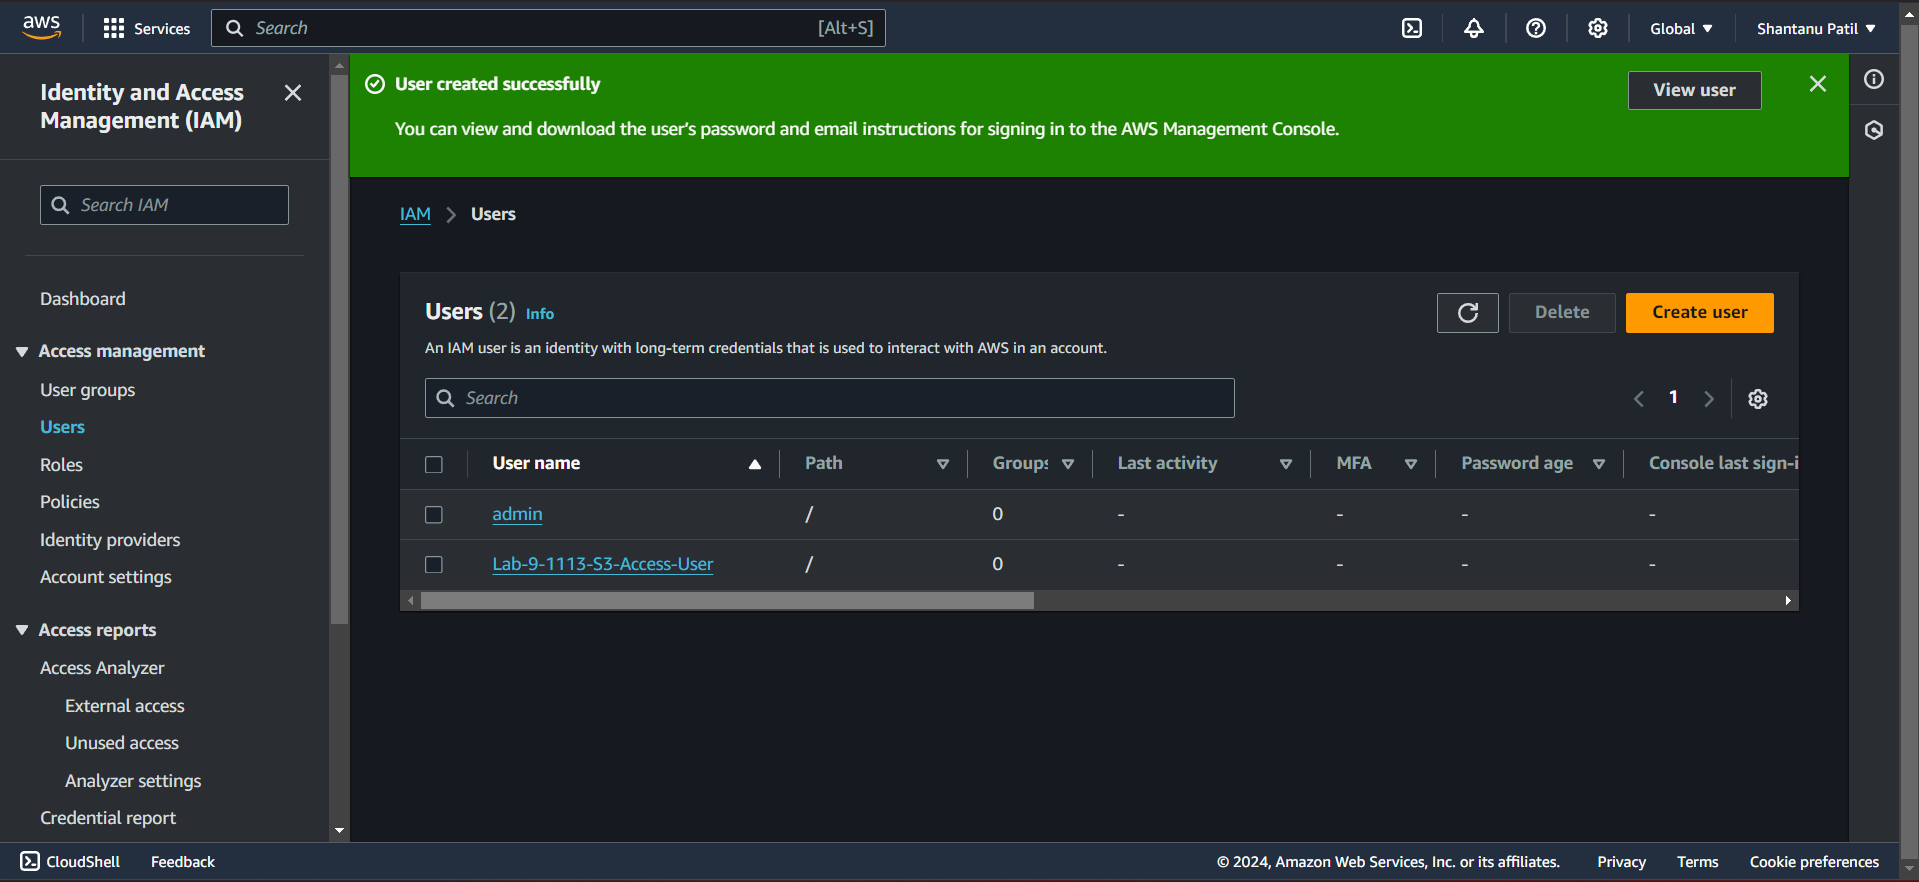 aws
Services
Search
[Alt+S]
Global
Shantanu Patil
Identity and Access
Management (IAM)
Search IAM
Dashboard
Access management
User groups
Users
Roles
Policies
Identity providers
Account settings
Access reports
Access Analyzer
External access
Unused access
Analyzer settings
Credential report
User created successfully
You can view and download the user's password and email instructions for signing in to the AWS Management Console.
View user
IAM > Users
Users (2) Info
An IAM user is an identity with long-term credentials that is used to interact with AWS in an account.
Delete
Create user
Search
1
User name Path Groups Last activity MFA Password age Console last sign-i
admin / 0 - - - -
Lab-9-1113-S3-Access-User / 0 - - - -
CloudShell Feedback © 2024, Amazon Web Services, Inc. or its affiliates. Privacy Terms Cookie preferences